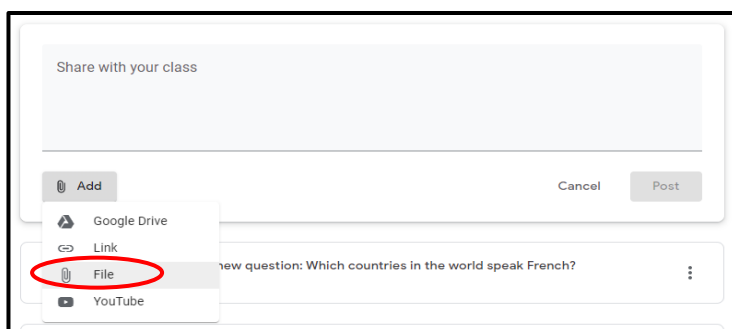 Share with your class
Add
Cancel
Post
Google Drive
Link
new question: Which countries in the world speak French?
File
YouTube